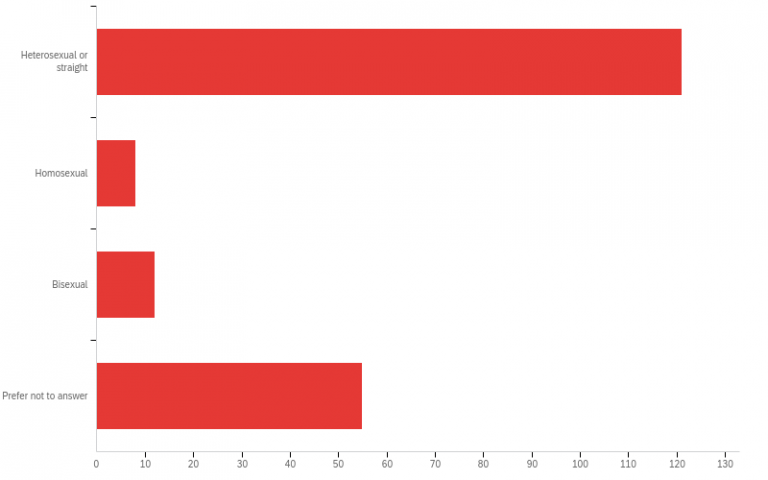 Heterosexual or
straight
Homosexual
Bisexual
Prefer not to answer
0 10 20 30 40 50 60 70 80 90 100 110 120 130